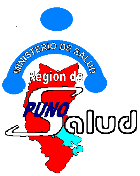 MINISTERIO DE SALUD
Región de
PUNO
Salud